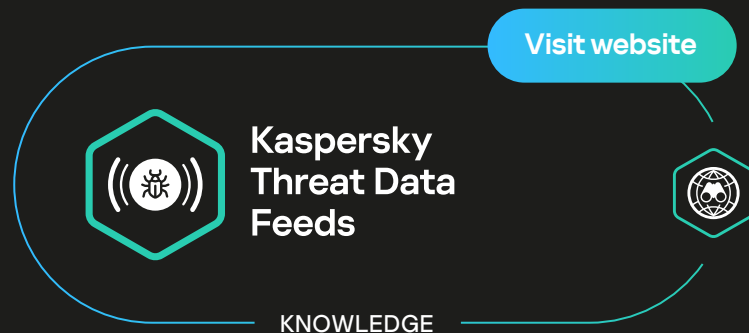 Visit website
Kaspersky
Threat Data
Feeds
KNOWLEDGE